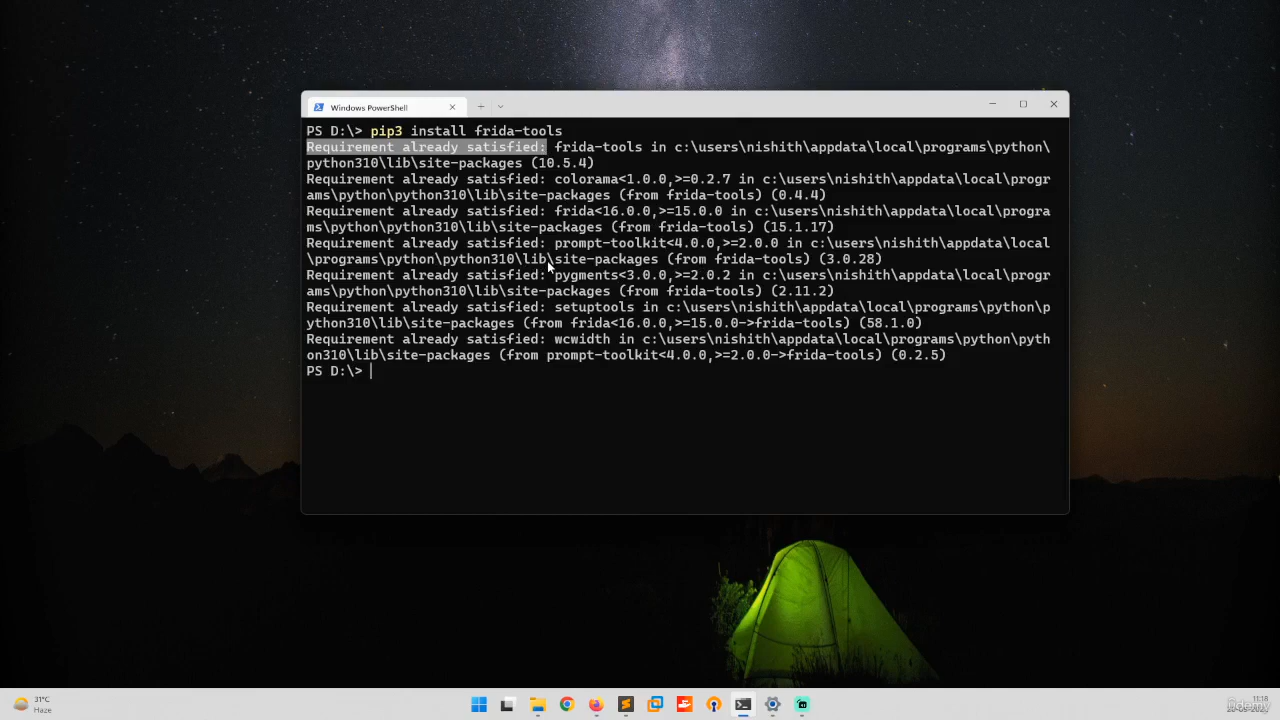 Windows PowerShell
PS D:\> pip3 install frida-tools
Requirement already satisfied: frida-tools in c:\users\nishith\appdata\local\programs\python\
python310\lib\site-packages (10.5.4)
Requirement already satisfied: colorama<1.0.0,>=0.2.7 in c:\users\nishith\appdata\local\progr
ams\python\python310\lib\site-packages (from frida-tools) (0.4.4)
Requirement already satisfied: frida<16.0.0,>=15.0.0 in c:\users\nishith\appdata\local\progra
ms\python\python310\lib\site-packages (from frida-tools) (15.1.17)
Requirement already satisfied: prompt-toolkit<4.0.0,>=2.0.0 in c:\users\nishith\appdata\local
\programs\python\python310\lib\site-packages (from frida-tools) (3.0.28)
Requirement already satisfied: pygments<3.0.0,>=2.0.2 in c:\users\nishith\appdata\local\progr
ams\python\python310\lib\site-packages (from frida-tools) (2.11.2)
Requirement already satisfied: setuptools in c:\users\nishith\appdata\local\programs\python\p
ython310\lib\site-packages (from frida<16.0.0,>=15.0.0->frida-tools) (58.1.0)
Requirement already satisfied: wcwidth in c:\users\nishith\appdata\local\programs\python\pyth
on310\lib\site-packages (from prompt-toolkit<4.0.0,>=2.0.0->frida-tools) (0.2.5)
PS D:\>
31°C
Haze
11:18
Udemy